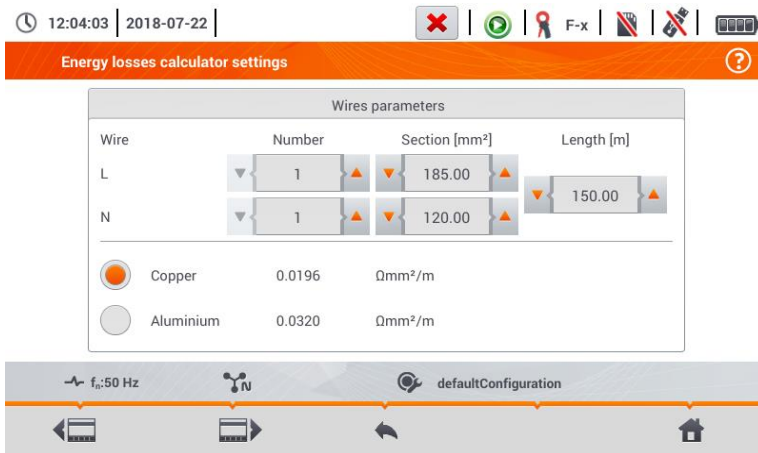 12:04:03 2018-07-22 F-x
Energy losses calculator settings ?
Wires parameters
Wire Number Section [mm²] Length [m]
L 1 185.00
150.00
N 1 120.00
Copper 0.0196 Ωmm²/m
Aluminium 0.0320 Ωmm²/m
fₙ:50 Hz N defaultConfiguration